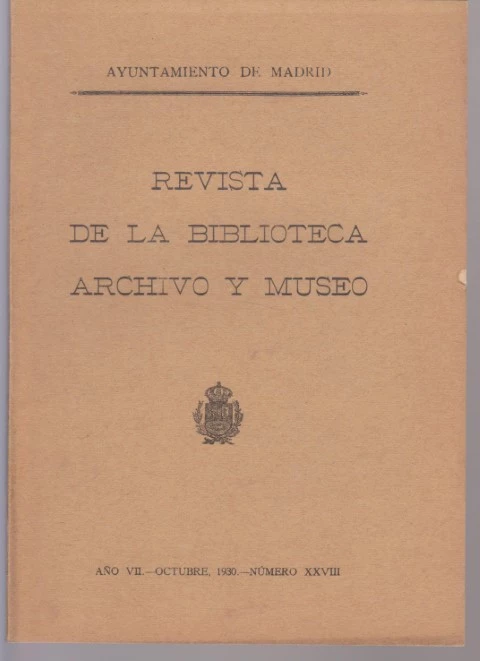 AYUNTAMIENTO DE MADRID
REVISTA
DE LA BIBLIOTECA
ARCHIVO Y MUSEO
AÑO VII.—OCTUBRE, 1930.—NÚMERO XXVIII